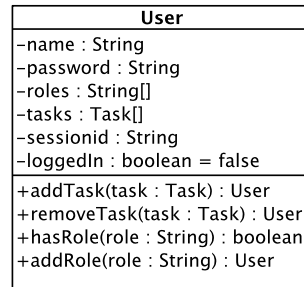 User
-name : String
-password : String
-roles : String[]
-tasks : Task[]
-sessionid : String
-loggedIn : boolean = false
+addTask(task : Task) : User
+removeTask(task : Task) : User
+hasRole(role : String) : boolean
+addRole(role : String) : User